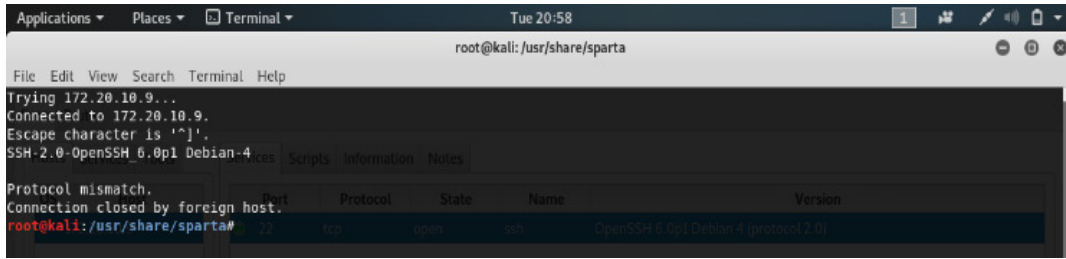 Applications Places Terminal Tue 20:58 1
root@kali: /usr/share/sparta
File Edit View Search Terminal Help
Trying 172.20.10.9...
Connected to 172.20.10.9.
Escape character is '^]'.
SSH-2.0-OpenSSH_6.0p1 Debian-4
Services Scripts Information Notes
Protocol mismatch.
Port Protocol State Name Version
Connection closed by foreign host.
root@kali:/usr/share/sparta#
22 tcp open ssh OpenSSH 6.0p1 Debian 4 (protocol 2.0)